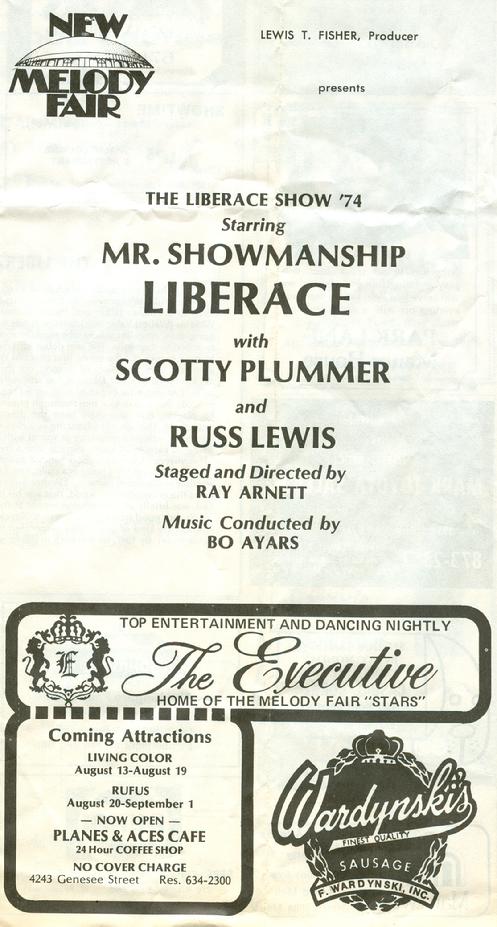 NEW
MELODY
FAIR
LEWIS T. FISHER, Producer
presents
THE LIBERACE SHOW '74
Starring
MR. SHOWMANSHIP
LIBERACE
with
SCOTTY PLUMMER
and
RUSS LEWIS
Staged and Directed by
RAY ARNETT
Music Conducted by
BO AYARS
TOP ENTERTAINMENT AND DANCING NIGHTLY
E
The Executive
HOME OF THE MELODY FAIR "STARS"
Coming Attractions
LIVING COLOR
August 13-August 19
RUFUS
August 20-September 1
— NOW OPEN —
PLANES & ACES CAFE
24 Hour COFFEE SHOP
NO COVER CHARGE
4243 Genesee Street Res. 634-2300
Wardynski's
FINEST QUALITY
SAUSAGE
F. WARDYNSKI, INC.